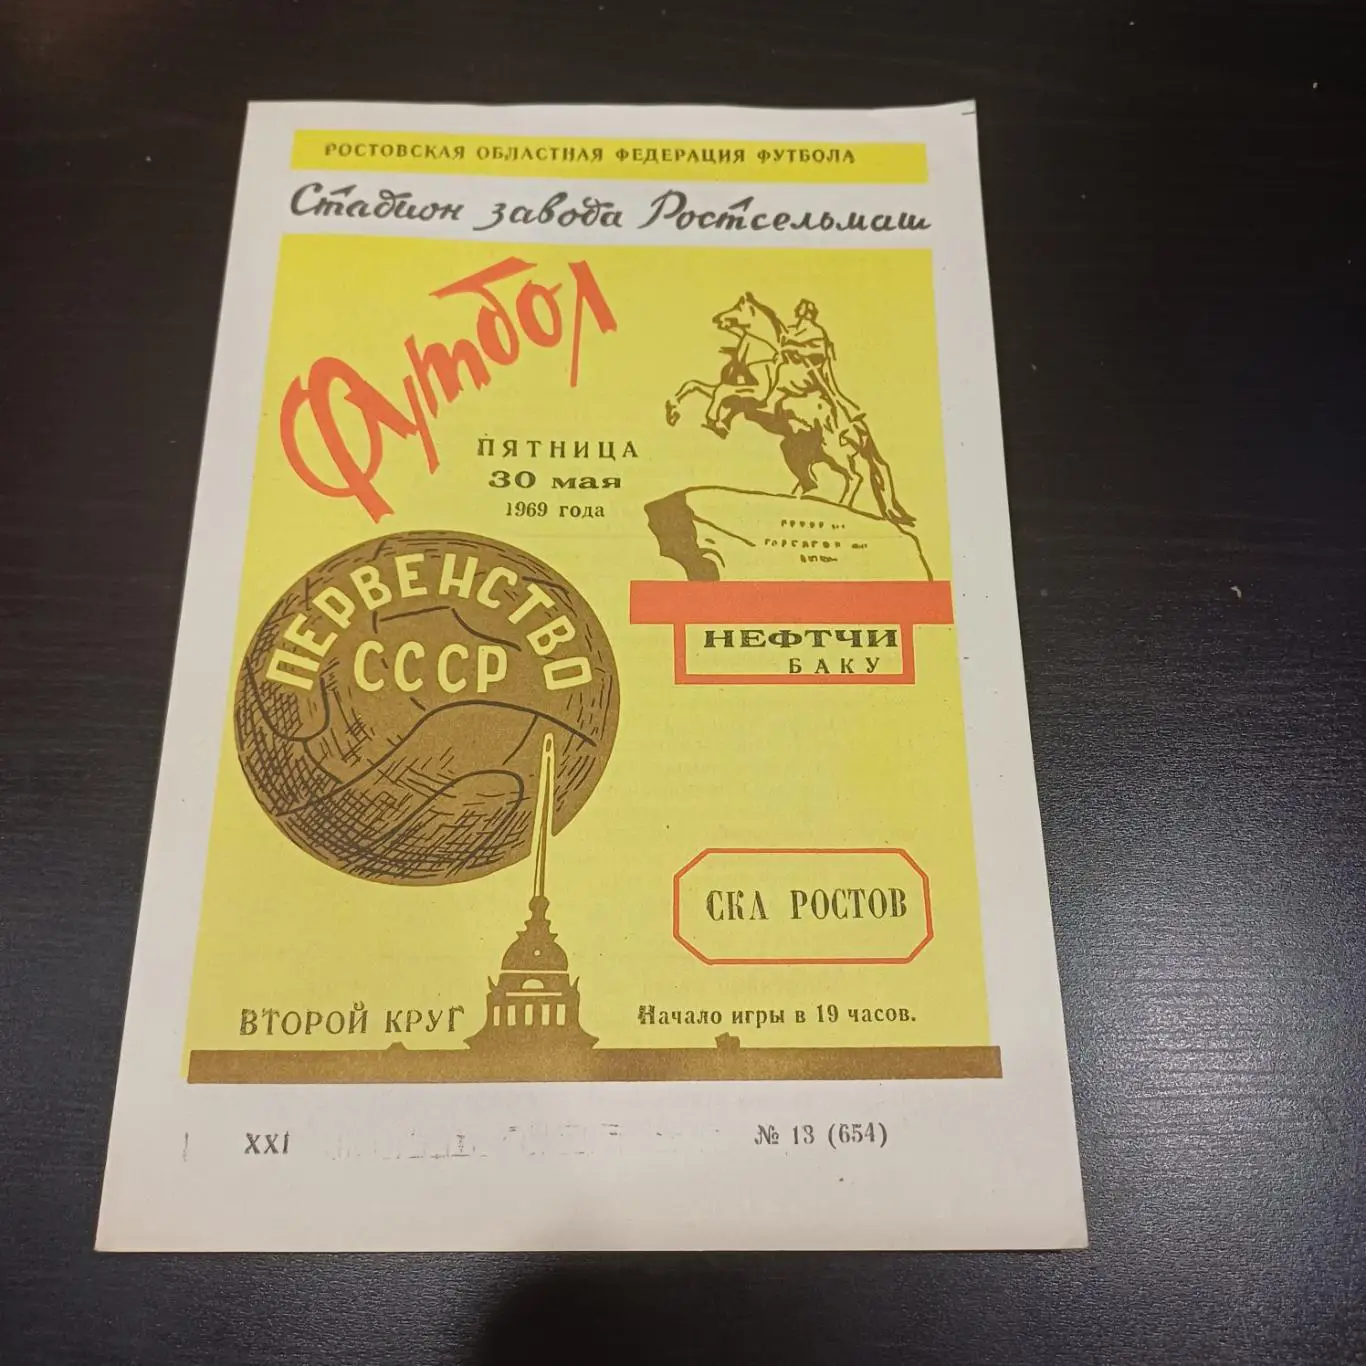 РОСТОВСКАЯ ОБЛАСТНАЯ ФЕДЕРАЦИЯ ФУТБОЛА
Стадион завода Ростсельмаш
Футбол
ПЯТНИЦА
30 мая
1969 года
ПЕРВЕНСТВО
СССР
НЕФТЧИ
БАКУ
СКА РОСТОВ
ВТОРОЙ КРУГ
Начало игры в 19 часов.
XXI
№ 13 (654)